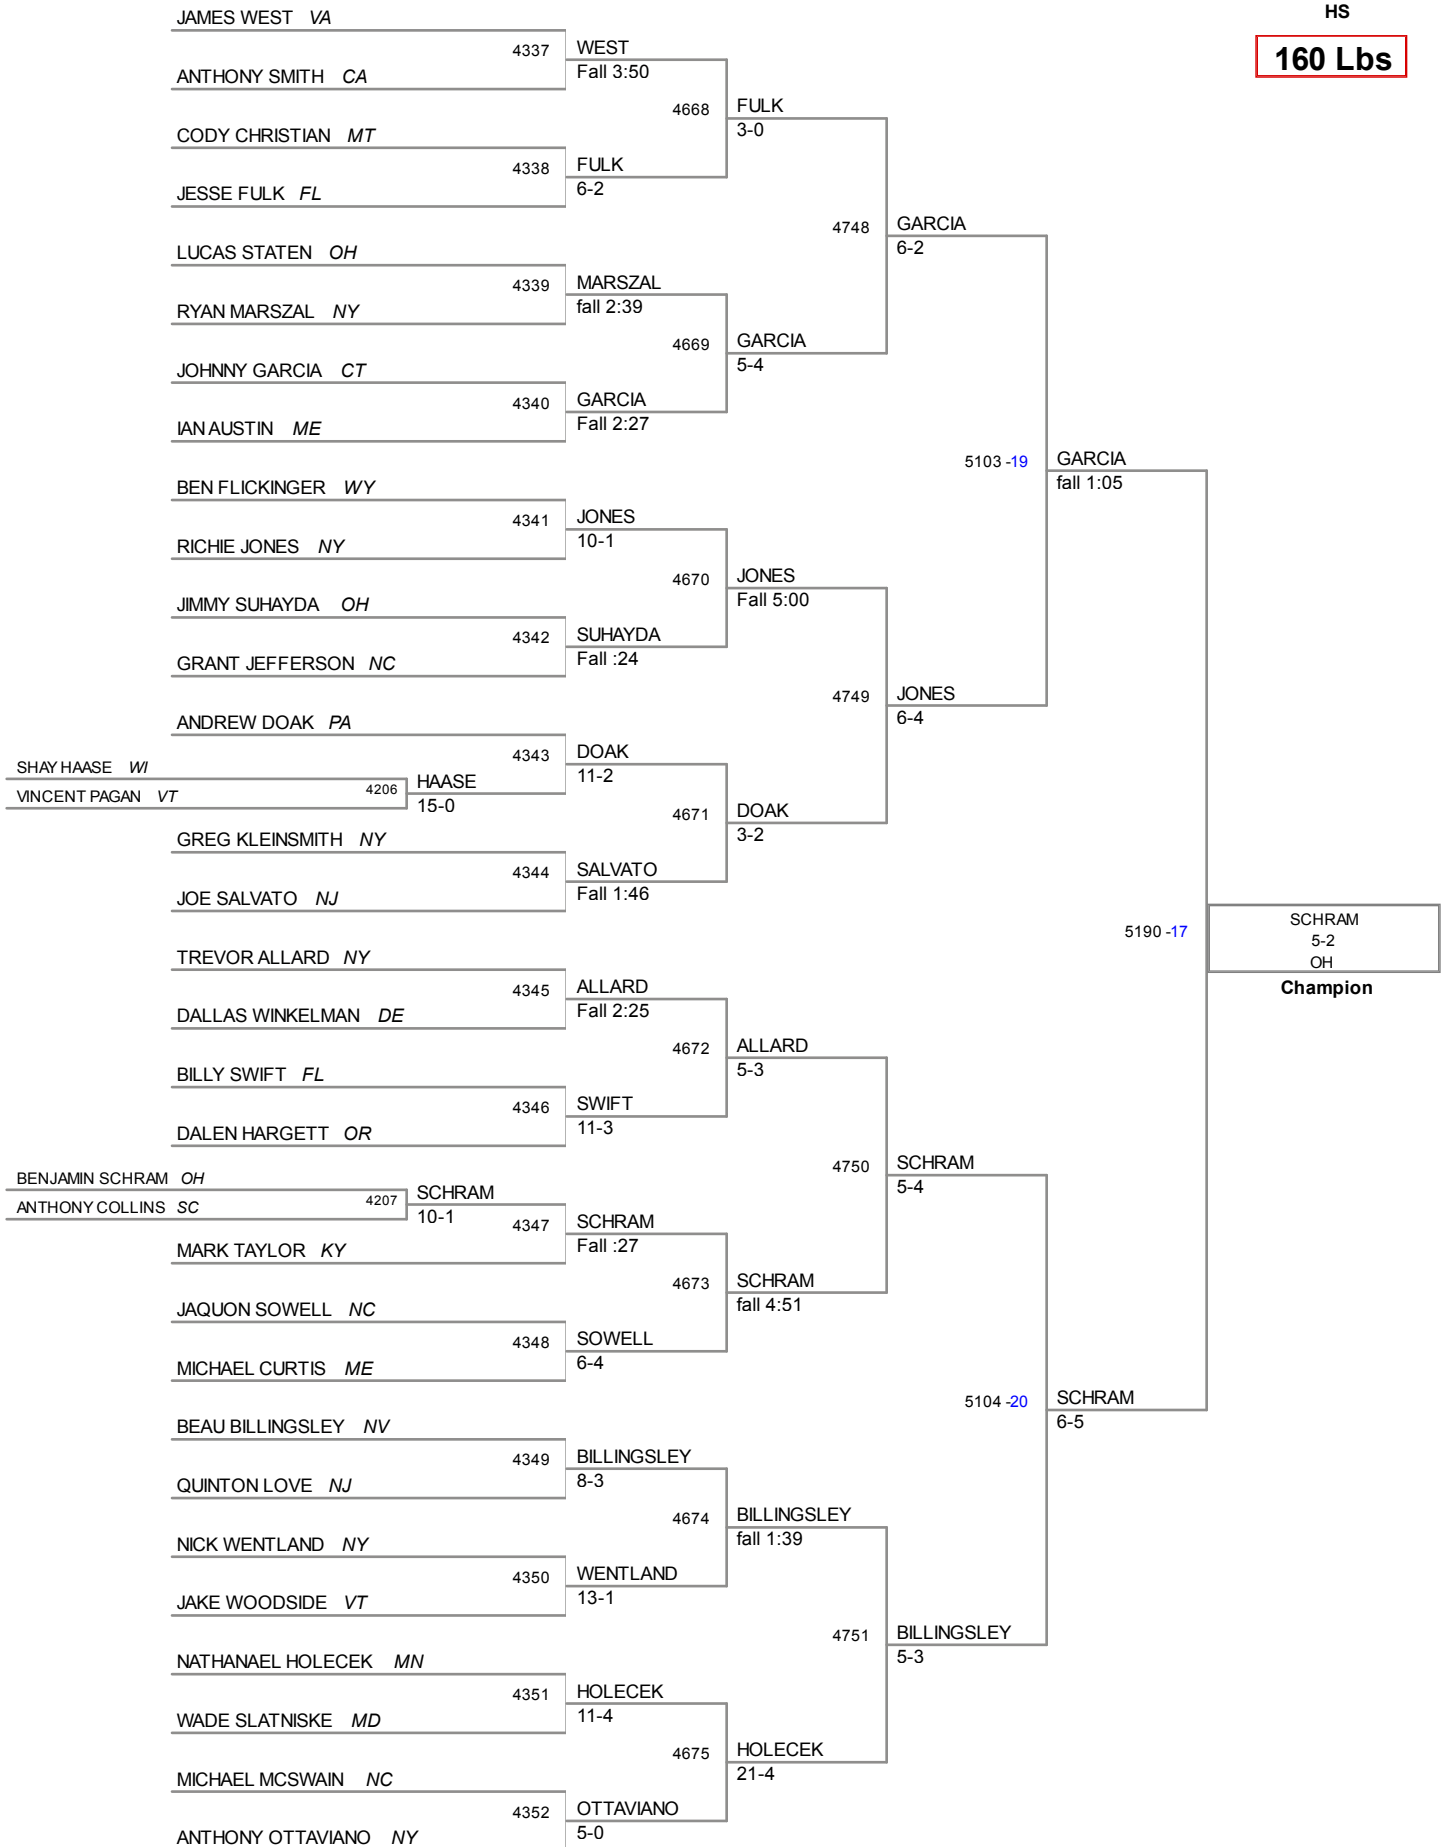 HS
160 Lbs
JAMES WEST VA
4337 WEST
Fall 3:50
ANTHONY SMITH CA
4668 FULK
3-0
CODY CHRISTIAN MT
4338 FULK
6-2
JESSE FULK FL
4748 GARCIA
6-2
LUCAS STATEN OH
4339 MARSZAL
fall 2:39
RYAN MARSZAL NY
4669 GARCIA
5-4
JOHNNY GARCIA CT
4340 GARCIA
Fall 2:27
IAN AUSTIN ME
5103 -19 GARCIA
fall 1:05
BEN FLICKINGER WY
4341 JONES
10-1
RICHIE JONES NY
4670 JONES
Fall 5:00
JIMMY SUHAYDA OH
4342 SUHAYDA
Fall :24
GRANT JEFFERSON NC
4749 JONES
6-4
ANDREW DOAK PA
4343 DOAK
11-2
SHAY HAASE WI
4206 HAASE
15-0
VINCENT PAGAN VT
4671 DOAK
3-2
GREG KLEINSMITH NY
4344 SALVATO
Fall 1:46
JOE SALVATO NJ
5190 -17 SCHRAM
5-2
OH
Champion
TREVOR ALLARD NY
4345 ALLARD
Fall 2:25
DALLAS WINKELMAN DE
4672 ALLARD
5-3
BILLY SWIFT FL
4346 SWIFT
11-3
DALEN HARGETT OR
4750 SCHRAM
5-4
BENJAMIN SCHRAM OH
4207 SCHRAM
10-1
ANTHONY COLLINS SC
4347 SCHRAM
Fall :27
MARK TAYLOR KY
4673 SCHRAM
fall 4:51
JAQUON SOWELL NC
4348 SOWELL
6-4
MICHAEL CURTIS ME
5104 -20 SCHRAM
6-5
BEAU BILLINGSLEY NV
4349 BILLINGSLEY
8-3
QUINTON LOVE NJ
4674 BILLINGSLEY
fall 1:39
NICK WENTLAND NY
4350 WENTLAND
13-1
JAKE WOODSIDE VT
4751 BILLINGSLEY
5-3
NATHANAEL HOLECEK MN
4351 HOLECEK
11-4
WADE SLATNISKE MD
4675 HOLECEK
21-4
MICHAEL MCSWAIN NC
4352 OTTAVIANO
5-0
ANTHONY OTTAVIANO NY